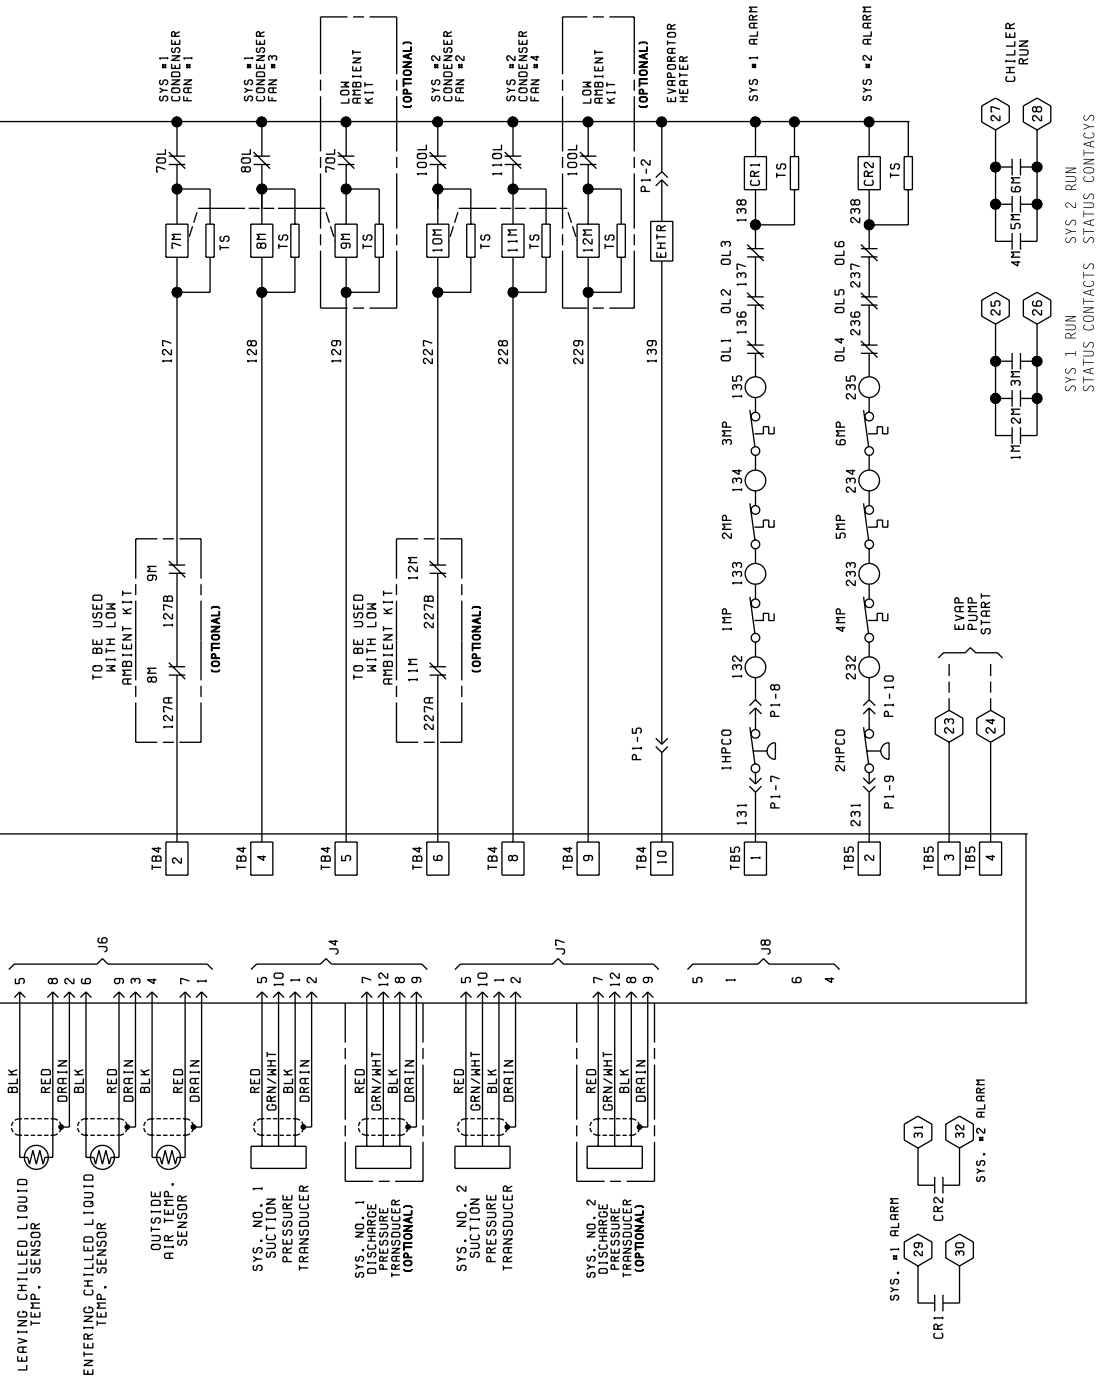 SYS #1
CONDENSER
FAN #1
SYS #1
CONDENSER
FAN #3
LOW
AMBIENT
KIT
(OPTIONAL)
SYS #2
CONDENSER
FAN #2
SYS #2
CONDENSER
FAN #4
LOW
AMBIENT
KIT
(OPTIONAL)
EVAPORATOR
HEATER
SYS #1 ALARM
SYS #2 ALARM
CHILLER
RUN
7OL
8OL
7OL
10OL
11OL
10OL
P1-2
7M
TS
8M
TS
9M
TS
10M
TS
11M
TS
12M
TS
EHTR
CR1
TS
138
CR2
TS
238
27
28
4M
5M
6M
SYS 2 RUN
STATUS CONTACYS
127
128
129
227
228
229
139
OL1
136
OL2
137
OL3
OL4
236
OL5
237
OL6
25
26
1M
2M
3M
SYS 1 RUN
STATUS CONTACTS
135
3MP
134
2MP
133
1MP
132
P1-8
1HPCO
P1-7
131
235
6MP
234
5MP
233
4MP
232
P1-10
2HPCO
P1-9
231
TO BE USED
WITH LOW
AMBIENT KIT
9M
127B
8M
127A
(OPTIONAL)
TO BE USED
WITH LOW
AMBIENT KIT
12M
227B
11M
227A
(OPTIONAL)
P1-5
EVAP
PUMP
START
23
24
TB4
2
TB4
4
TB4
5
TB4
6
TB4
8
TB4
9
TB4
10
TB5
1
TB5
2
TB5
3
TB5
4
J6
5
8
2
6
9
3
4
7
1
J4
5
10
1
2
7
12
8
9
J7
5
10
1
2
7
12
8
9
J8
5
1
6
4
BLK
RED
DRAIN
BLK
RED
DRAIN
BLK
RED
DRAIN
RED
GRN/WHT
BLK
DRAIN
RED
GRN/WHT
BLK
DRAIN
RED
GRN/WHT
BLK
DRAIN
RED
GRN/WHT
BLK
DRAIN
LEAVING CHILLED LIQUID
TEMP. SENSOR
ENTERING CHILLED LIQUID
TEMP. SENSOR
OUTSIDE
AIR TEMP.
SENSOR
SYS. NO. 1
SUCTION
PRESSURE
TRANSDUCER
SYS. NO. 1
DISCHARGE
PRESSURE
TRANSDUCER
(OPTIONAL)
SYS. NO. 2
SUCTION
PRESSURE
TRANSDUCER
SYS. NO. 2
DISCHARGE
PRESSURE
TRANSDUCER
(OPTIONAL)
SYS. #1 ALARM
29
30
CR1
31
32
CR2
SYS. #2 ALARM